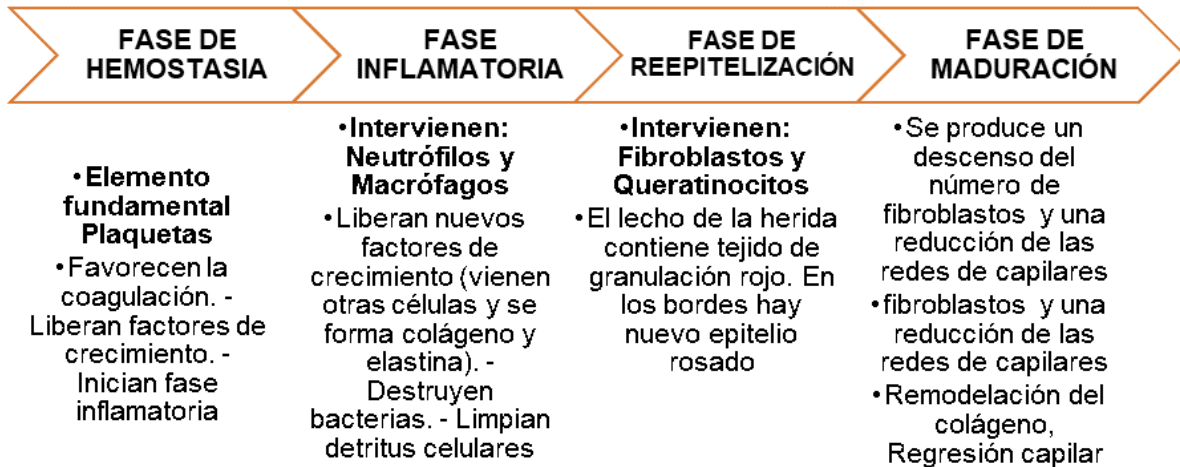 FASE DE
HEMOSTASIA
FASE
INFLAMATORIA
FASE DE
REEPITELIZACIÓN
FASE DE
MADURACIÓN
•Elemento
fundamental
Plaquetas
•Favorecen la
coagulación. -
Liberan factores de
crecimiento. -
Inician fase
inflamatoria
•Intervienen:
Neutrófilos y
Macrófagos
•Liberan nuevos
factores de
crecimiento (vienen
otras células y se
forma colágeno y
elastina). -
Destruyen
bacterias. - Limpian
detritus celulares
•Intervienen:
Fibroblastos y
Queratinocitos
•El lecho de la herida
contiene tejido de
granulación rojo. En
los bordes hay
nuevo epitelio
rosado
•Se produce un
descenso del
número de
fibroblastos y una
reducción de las
redes de capilares
•fibroblastos y una
reducción de las
redes de capilares
•Remodelación del
colágeno,
Regresión capilar